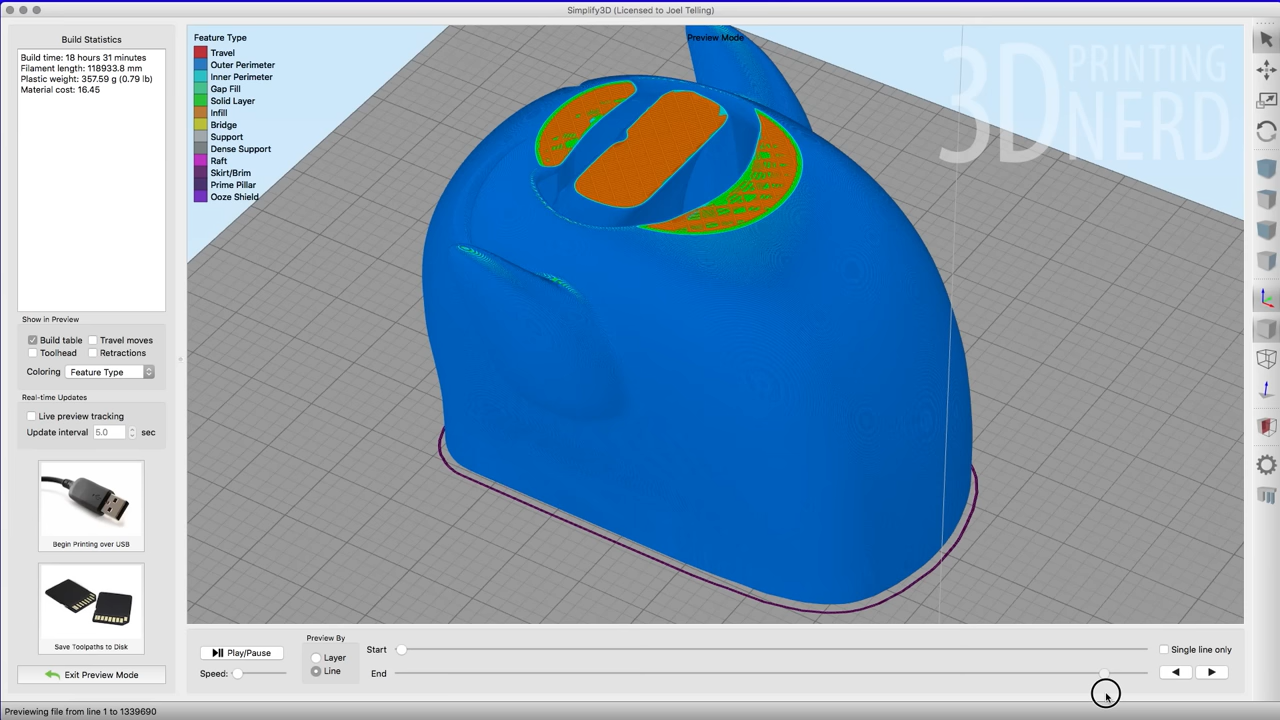 Simplify3D (Licensed to Joel Telling)
Build Statistics
Build time: 18 hours 31 minutes
Filament length: 118933.8 mm
Plastic weight: 357.59 g (0.79 lb)
Material cost: 16.45
Show in Preview
Build table
Travel moves
Toolhead
Retractions
Coloring
Feature Type
Real-time Updates
Live preview tracking
Update interval 5.0 sec
Begin Printing over USB
Save Toolpaths to Disk
Exit Preview Mode
Feature Type
Travel
Outer Perimeter
Inner Perimeter
Gap Fill
Solid Layer
Infill
Bridge
Support
Dense Support
Raft
Skirt/Brim
Prime Pillar
Ooze Shield
Preview Mode
3D PRINTING NERD
Play/Pause
Speed:
Preview By
Layer
Line
Start
End
Single line only
Previewing file from line 1 to 1339690